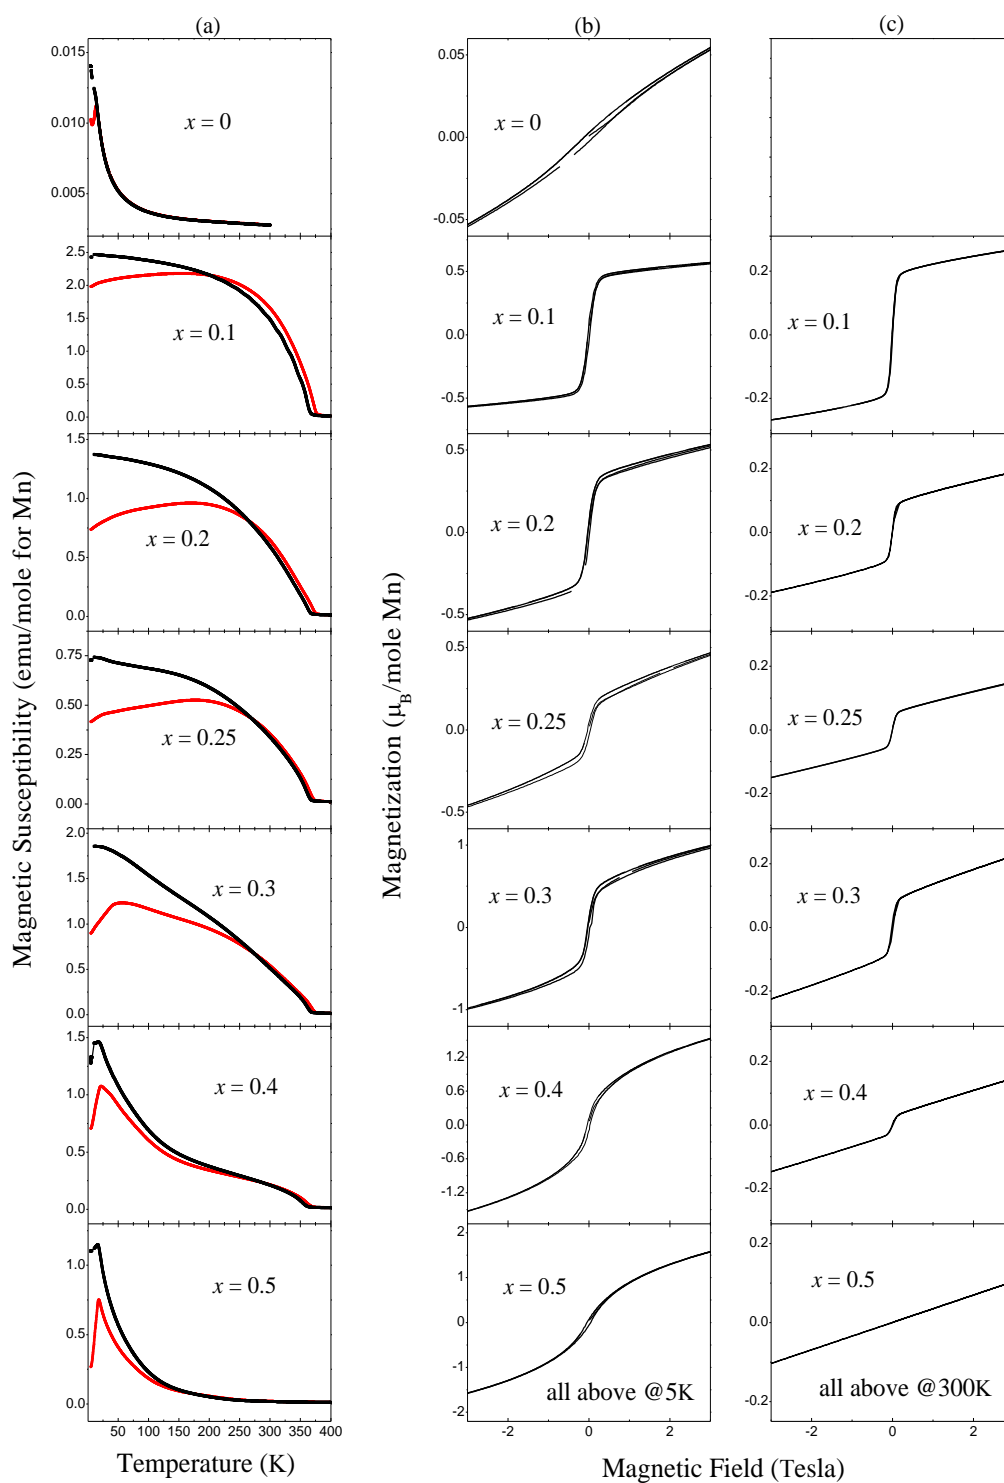 (a) (b) (c)
0.015
0.010
0.005
x = 0
0.05
0.00
-0.05
x = 0
2.5
2.0
1.5
1.0
0.5
0.0
x = 0.1
0.5
0.0
-0.5
x = 0.1
0.2
0.0
-0.2
x = 0.1
1.5
1.0
0.5
0.0
x = 0.2
0.5
0.0
-0.5
x = 0.2
0.2
0.0
-0.2
x = 0.2
0.75
0.50
0.25
0.00
x = 0.25
0.5
0.0
-0.5
x = 0.25
0.2
0.0
-0.2
x = 0.25
2.0
1.5
1.0
0.5
0.0
x = 0.3
1
0
-1
x = 0.3
0.2
0.0
-0.2
x = 0.3
1.5
1.0
0.5
0.0
x = 0.4
1.2
0.6
0.0
-0.6
-1.2
x = 0.4
0.2
0.0
-0.2
x = 0.4
1.0
0.5
0.0
x = 0.5
2
1
0
-1
-2
x = 0.5
all above @5K
0.2
0.0
-0.2
x = 0.5
all above @300K
50 100 150 200 250 300 350 400
-2 0 2
-2 0 2
Temperature (K)
Magnetic Field (Tesla)
Magnetic Susceptibility (emu/mole for Mn)
Magnetization (μB/mole Mn)